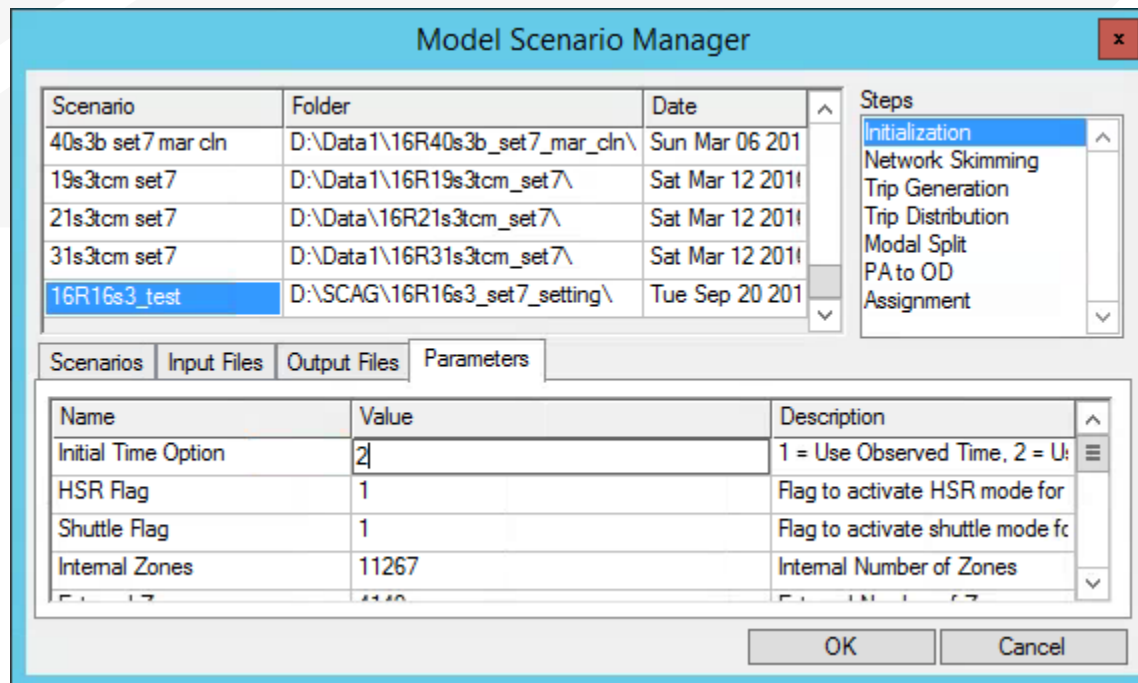 Model Scenario Manager
x
Scenario Folder Date
40s3b set7 mar cln D:\Data1\16R40s3b_set7_mar_cln\ Sun Mar 06 201
19s3tcm set7 D:\Data1\16R19s3tcm_set7\ Sat Mar 12 201
21s3tcm set7 D:\Data\16R21s3tcm_set7\ Sat Mar 12 201
31s3tcm set7 D:\Data1\16R31s3tcm_set7\ Sat Mar 12 201
16R16s3_test D:\SCAG\16R16s3_set7_setting\ Tue Sep 20 201
Steps
Initialization
Network Skimming
Trip Generation
Trip Distribution
Modal Split
PA to OD
Assignment
Scenarios Input Files Output Files Parameters
Name Value Description
Initial Time Option 2 1 = Use Observed Time, 2 =
HSR Flag 1 Flag to activate HSR mode for
Shuttle Flag 1 Flag to activate shuttle mode
Internal Zones 11267 Internal Number of Zones
OK Cancel